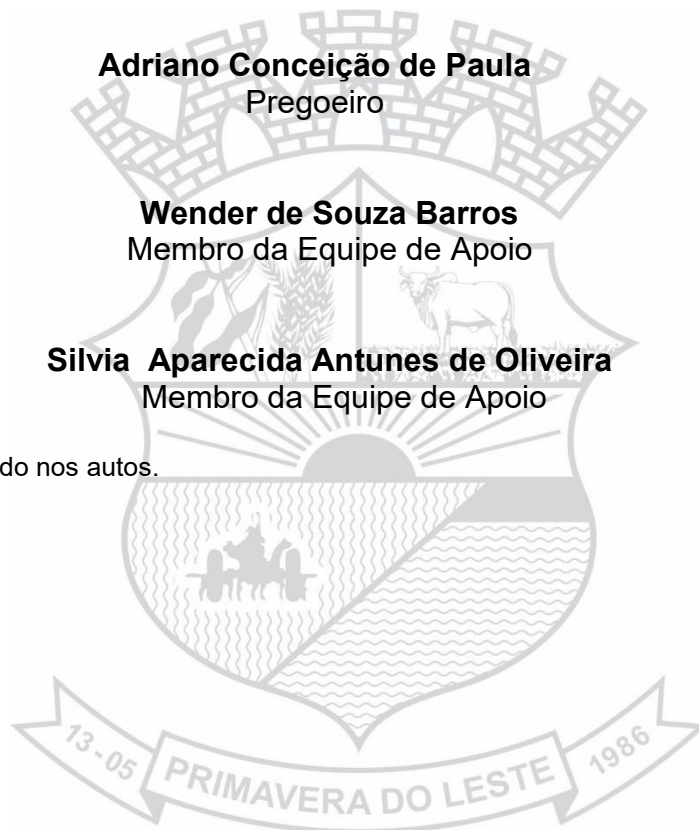 Adriano Conceição de Paula
Pregoeiro
Wender de Souza Barros
Membro da Equipe de Apoio
Silvia  Aparecida Antunes de Oliveira
Membro da Equipe de Apoio
do nos autos.
13-05 PRIMAVERA DO LESTE 1986